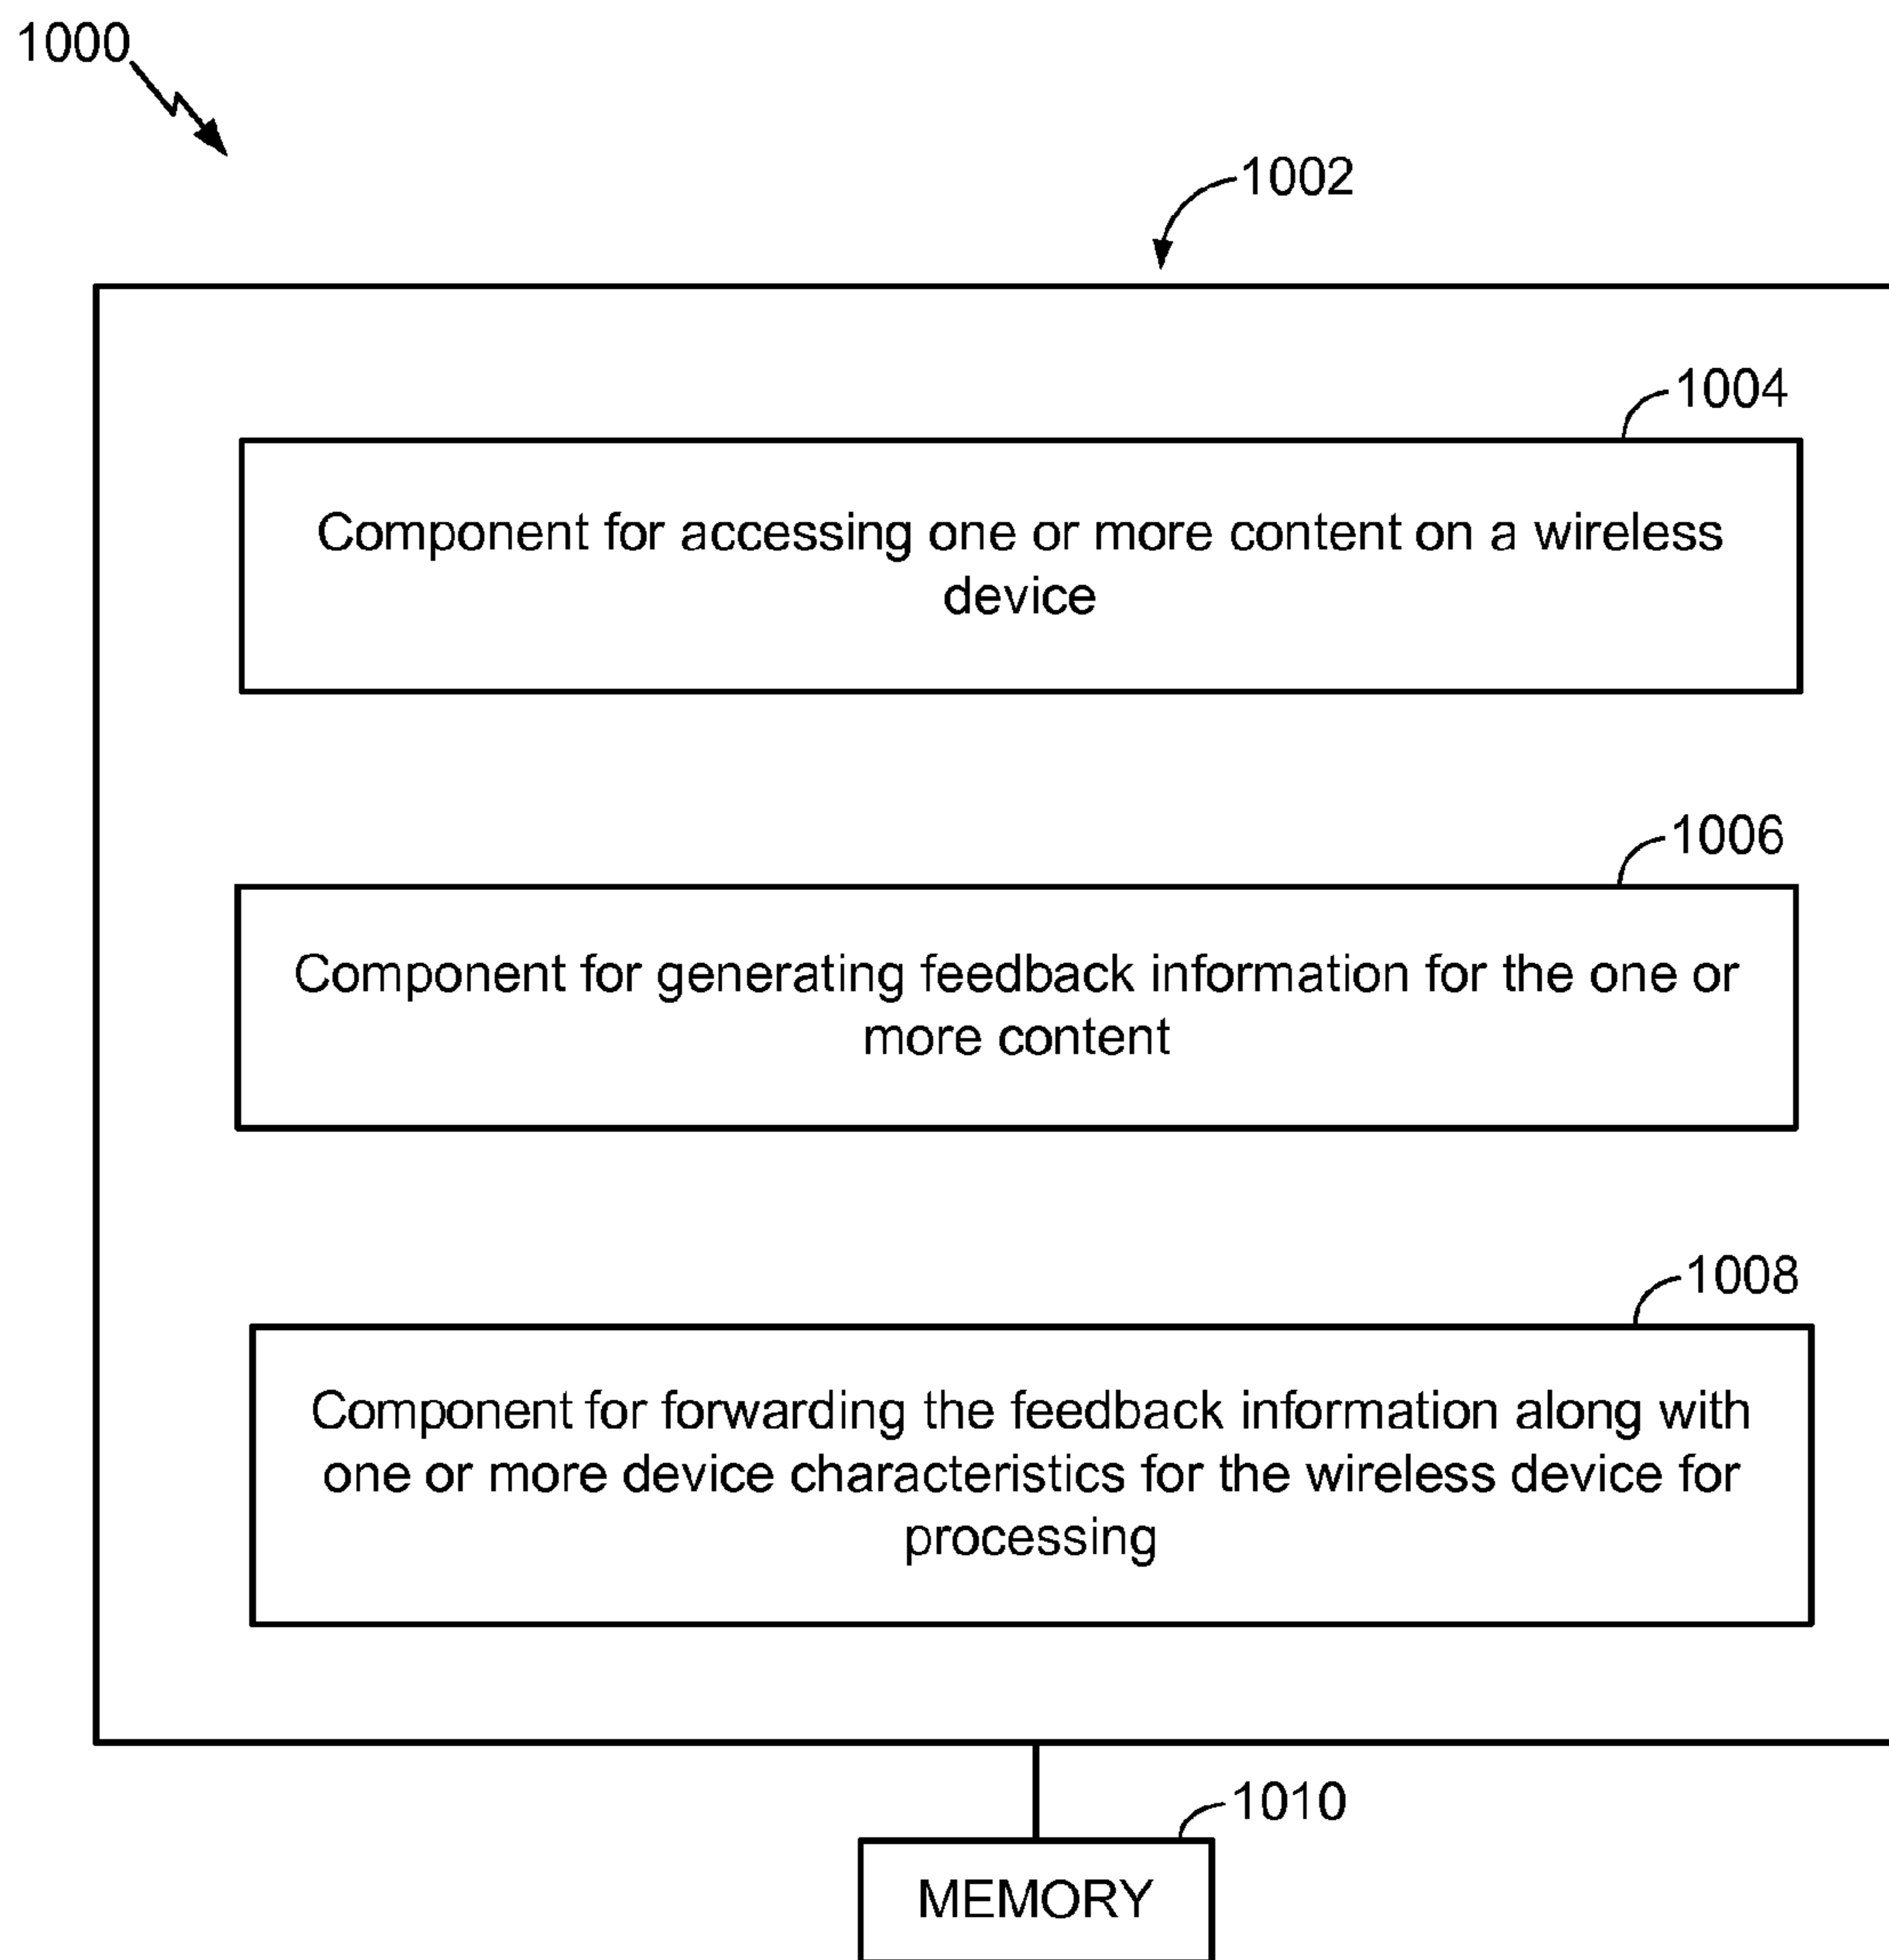 1000
1002
1004
Component for accessing one or more content on a wireless
device
1006
Component for generating feedback information for the one or
more content
1008
Component for forwarding the feedback information along with
one or more device characteristics for the wireless device for
processing
1010
MEMORY